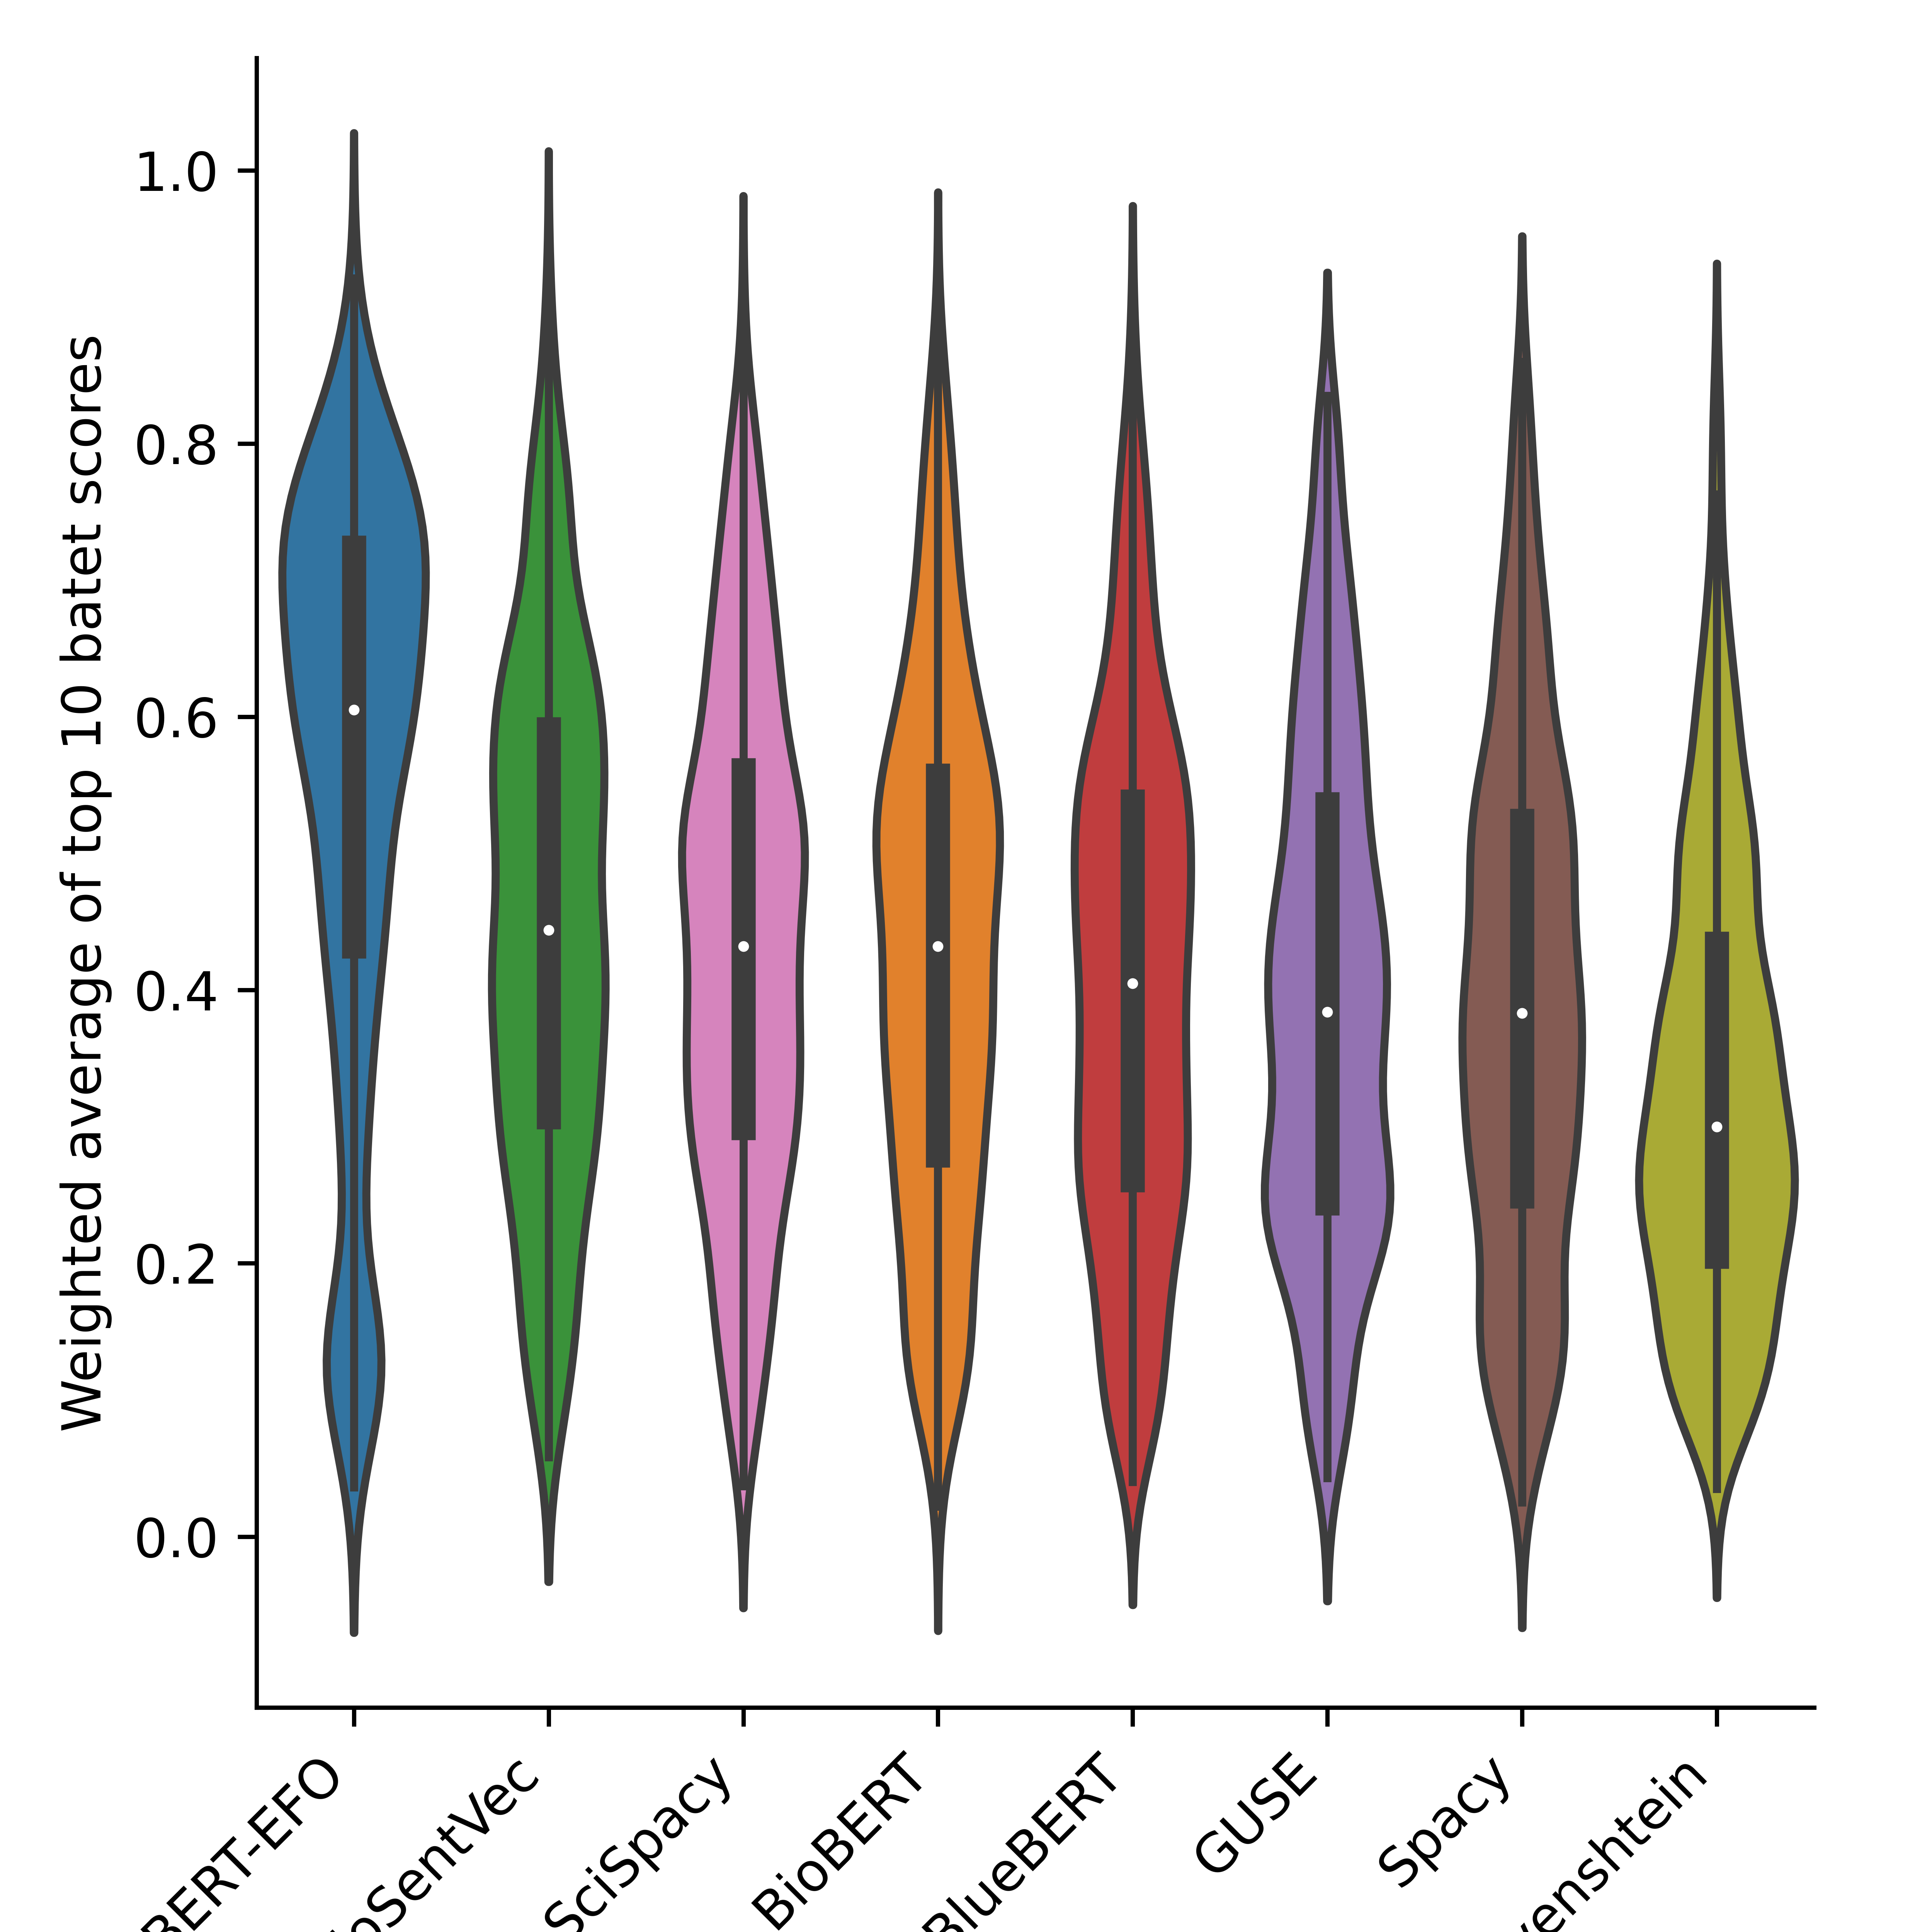 Weighted average of top 10 batet scores
1.0
0.8
0.6
0.4
0.2
0.0
SciSpacy
BioBERT
BlueBERT
GUSE
Spacy